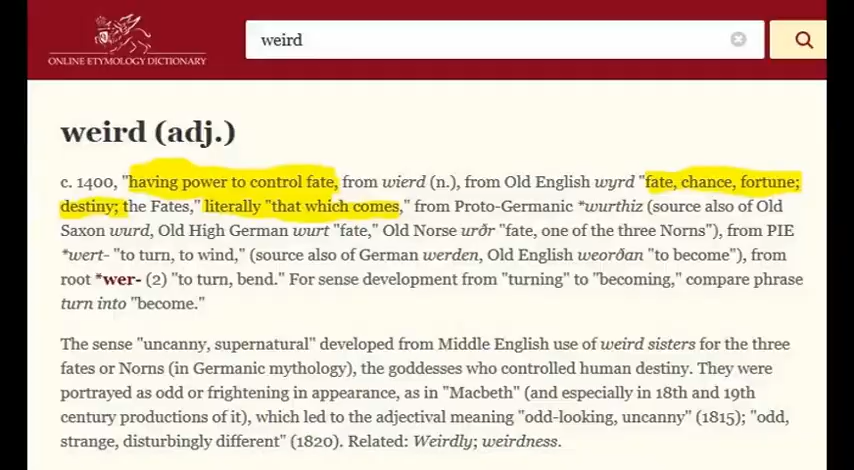 weird
ONLINE ETYMOLOGY DICTIONARY
weird (adj.)
c. 1400, "having power to control fate, from wierd (n.), from Old English wyrd "fate, chance, fortune;
destiny; the Fates," literally "that which comes," from Proto-Germanic *wurthiz (source also of Old
Saxon wurd, Old High German wurt "fate," Old Norse urðr "fate, one of the three Norns"), from PIE
*wert- "to turn, to wind," (source also of German werden, Old English weorðan "to become"), from
root *wer- (2) "to turn, bend." For sense development from "turning" to "becoming," compare phrase
turn into "become."
The sense "uncanny, supernatural" developed from Middle English use of weird sisters for the three
fates or Norns (in Germanic mythology), the goddesses who controlled human destiny. They were
portrayed as odd or frightening in appearance, as in "Macbeth" (and especially in 18th and 19th
century productions of it), which led to the adjectival meaning "odd-looking, uncanny" (1815); "odd,
strange, disturbingly different" (1820). Related: Weirdly; weirdness.